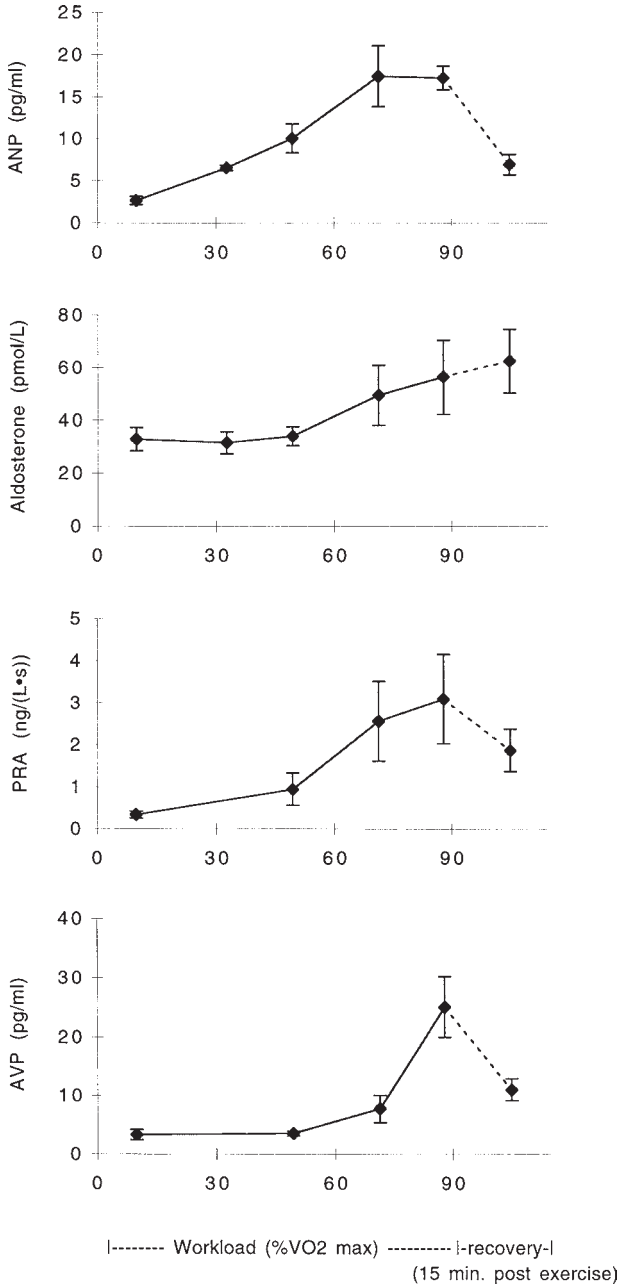 25
20
15
10
5
0
ANP (pg/ml)
0 30 60 90
80
60
40
20
0
Aldosterone (pmol/L)
0 30 60 90
5
4
3
2
1
0
PRA (ng/(L•s))
0 30 60 90
40
30
20
10
0
AVP (pg/ml)
0 30 60 90
|------ Workload (%VO2 max) -------|-recovery-|
(15 min. post exercise)